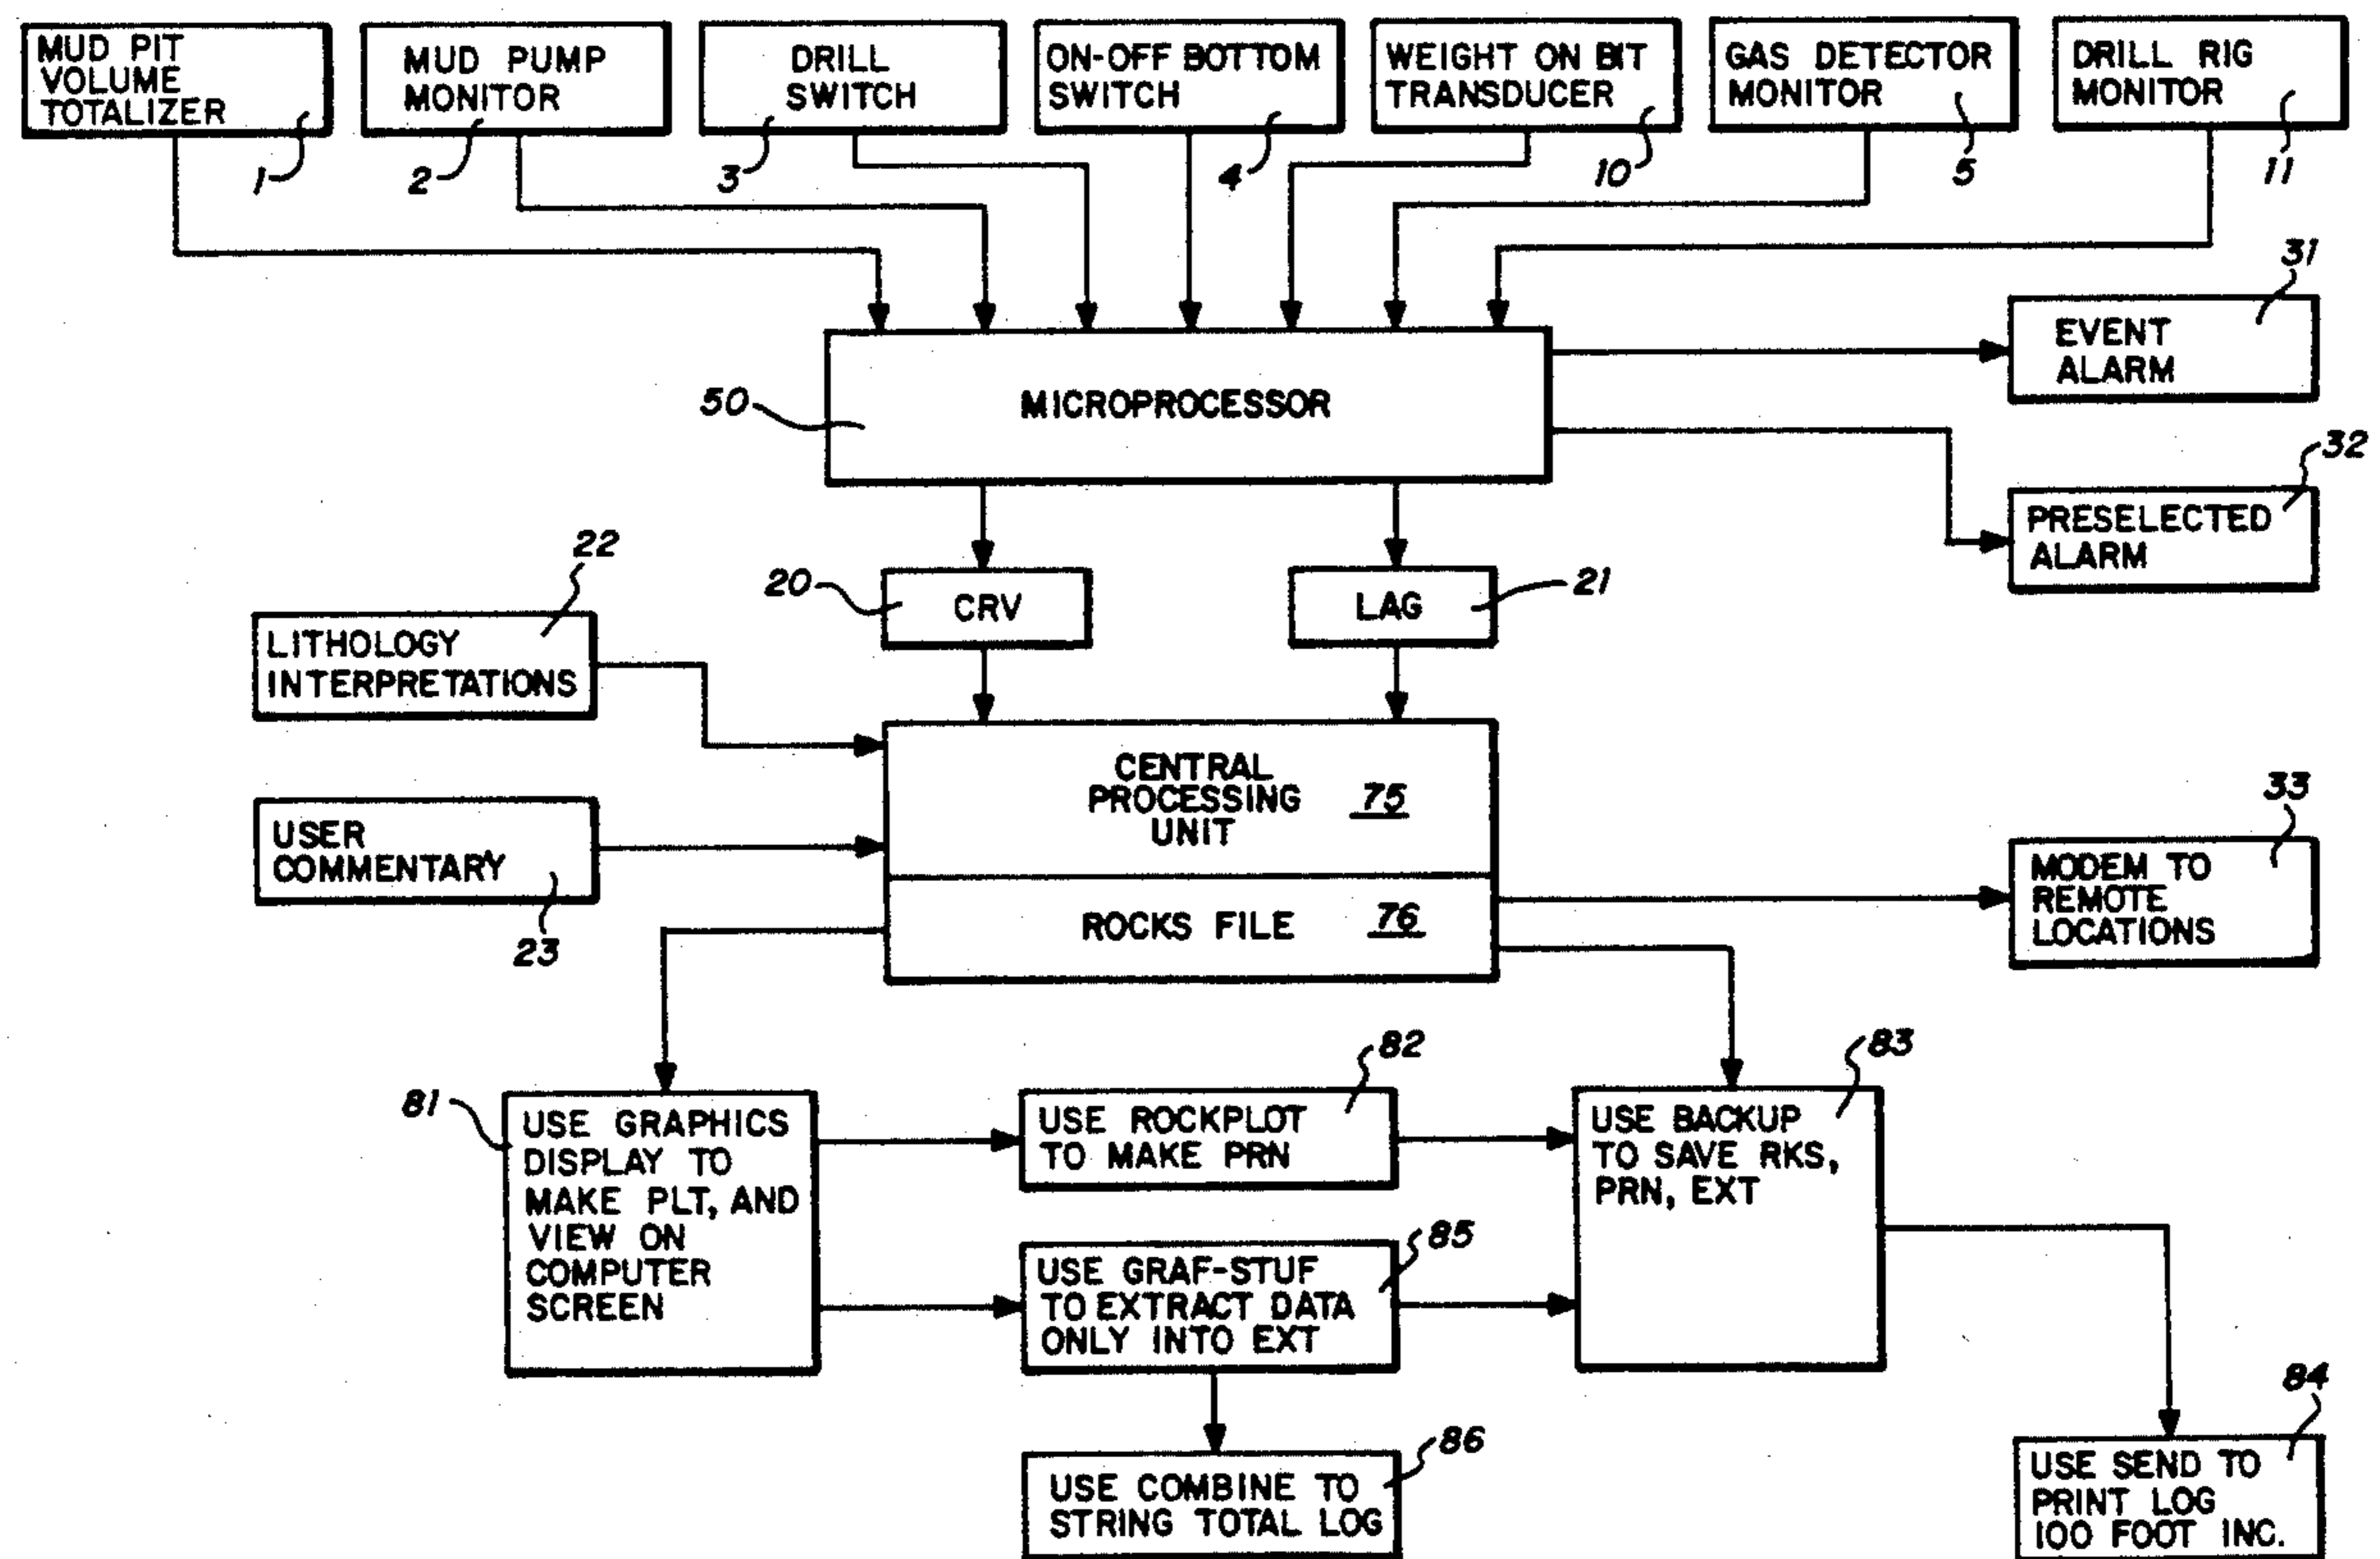 MUD PIT
VOLUME
TOTALIZER
1
MUD PUMP
MONITOR
2
DRILL
SWITCH
3
ON-OFF BOTTOM
SWITCH
4
WEIGHT ON BIT
TRANSDUCER
10
GAS DETECTOR
MONITOR
5
DRILL RIG
MONITOR
11
31
EVENT
ALARM
50
MICROPROCESSOR
32
PRESELECTED
ALARM
22
LITHOLOGY
INTERPRETATIONS
20
CRV
LAG
21
CENTRAL
PROCESSING
UNIT
75
USER
COMMENTARY
23
33
MODEM TO
REMOTE
LOCATIONS
ROCKS FILE
76
81
USE GRAPHICS
DISPLAY TO
MAKE PLT, AND
VIEW ON
COMPUTER
SCREEN
82
USE ROCKPLOT
TO MAKE PRN
83
USE BACKUP
TO SAVE RKS,
PRN, EXT
85
USE GRAF-STUF
TO EXTRACT DATA
ONLY INTO EXT
86
USE COMBINE TO
STRING TOTAL LOG
84
USE SEND TO
PRINT LOG
100 FOOT INC.